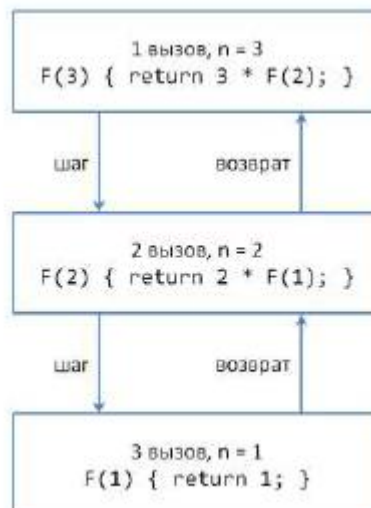 1 вызов, n = 3
F(3) { return 3 * F(2); }
шаг возврат
2 вызов, n = 2
F(2) { return 2 * F(1); }
шаг возврат
3 вызов, n = 1
F(1) { return 1; }